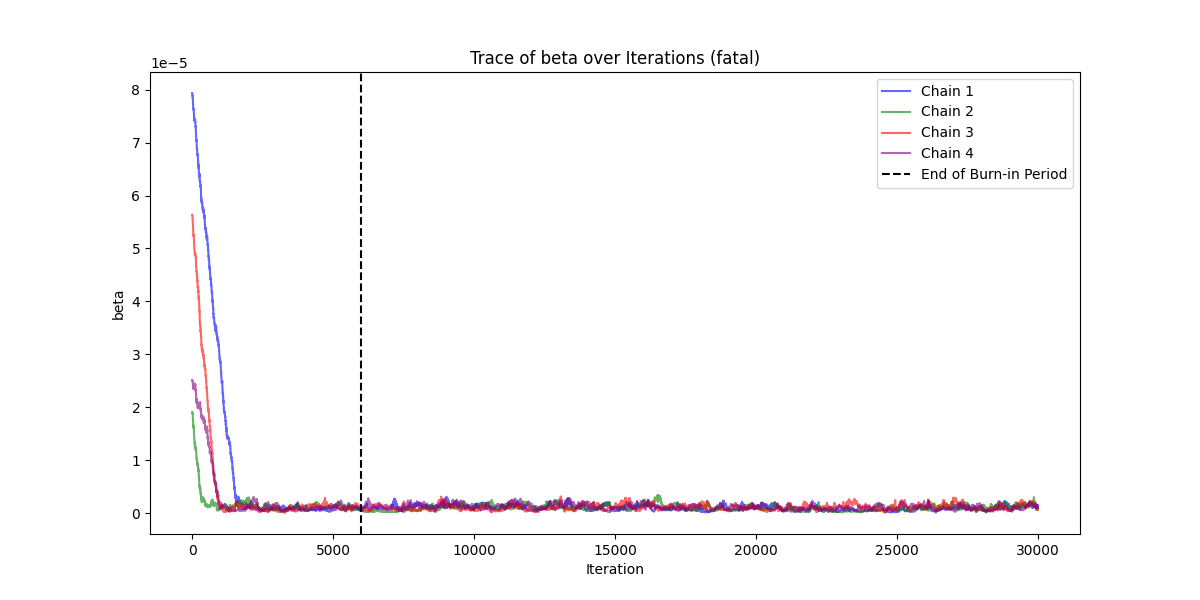 Trace of beta over Iterations (fatal)
1e−5
8
7
6
5
4
3
2
1
0
beta
Chain 1
Chain 2
Chain 3
Chain 4
End of Burn-in Period
0 5000 10000 15000 20000 25000 30000
Iteration